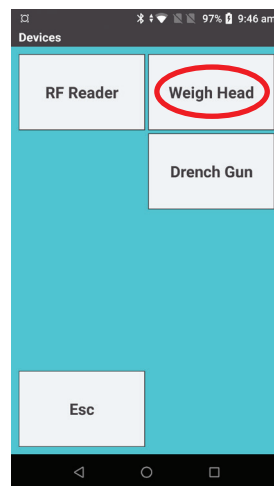 97% 9:46 am
Devices
RF Reader
Weigh Head
Drench Gun
Esc